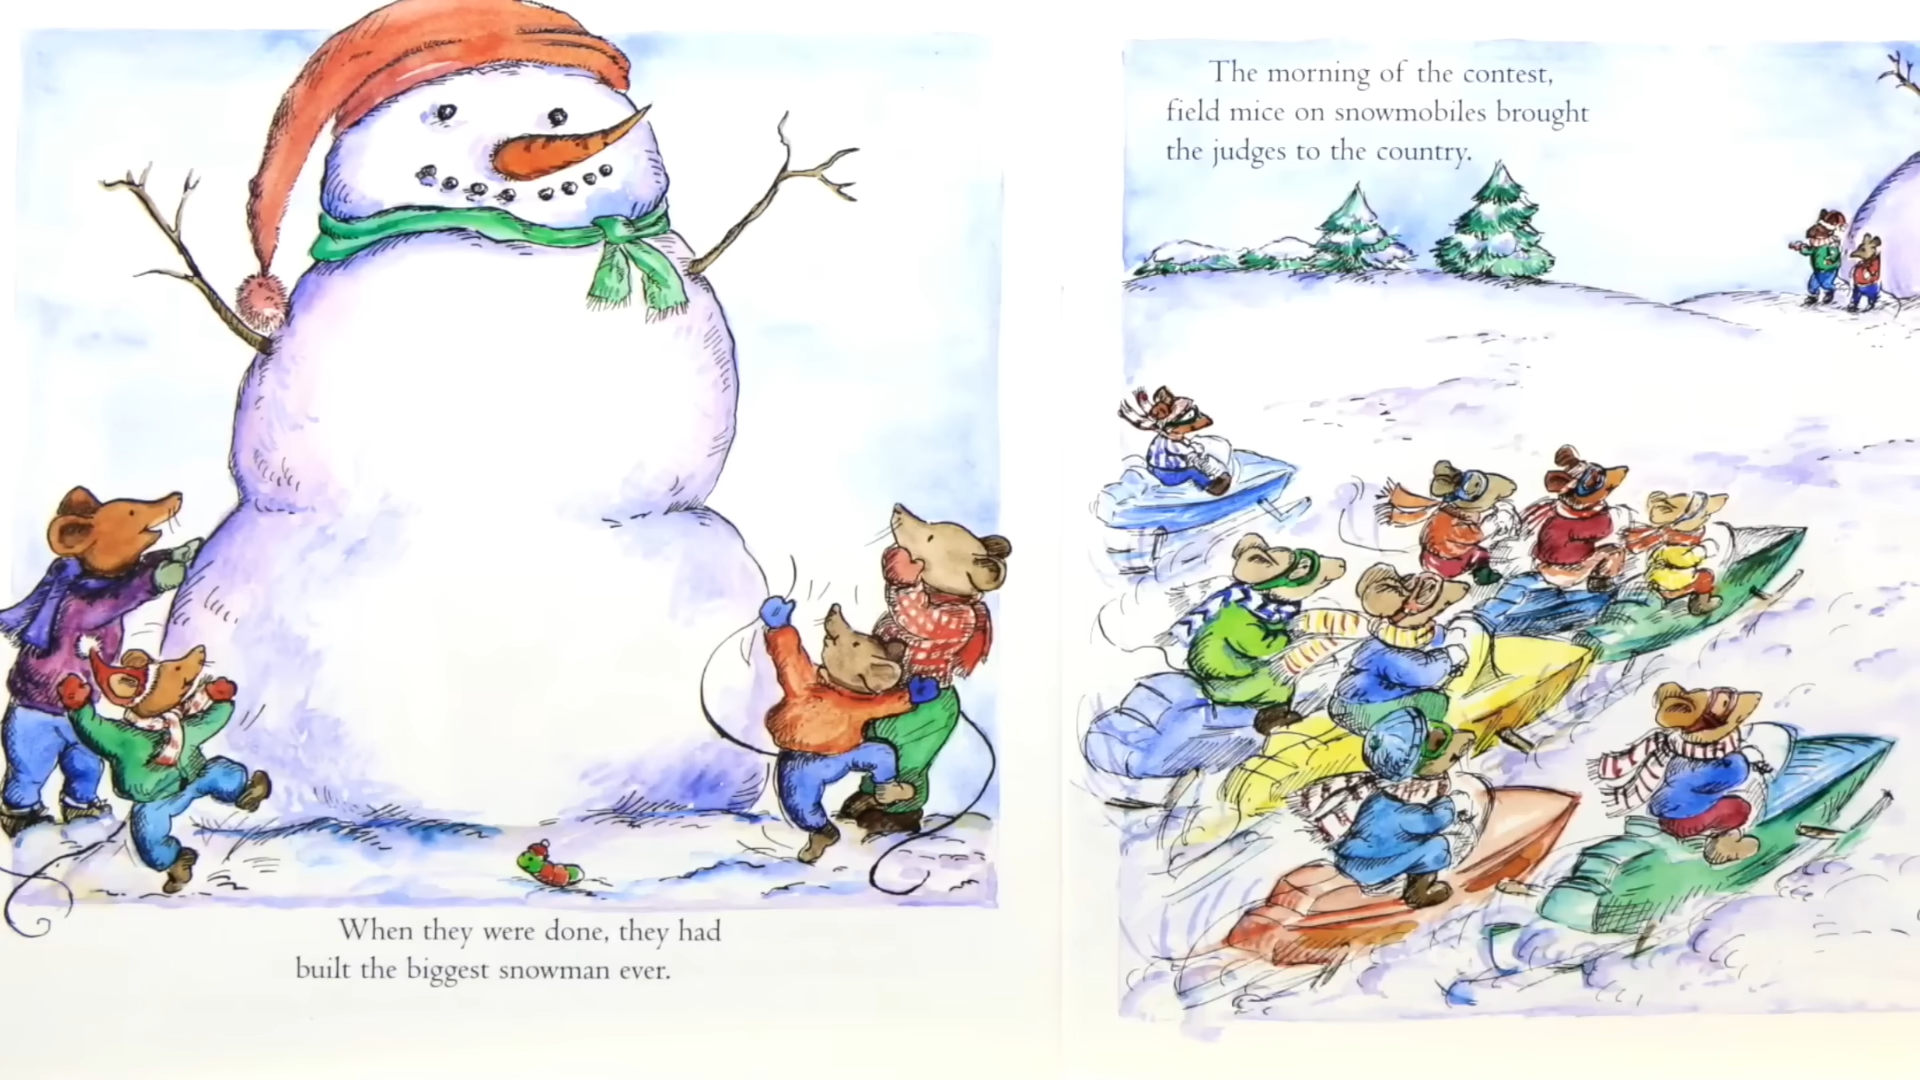 When they were done, they had
built the biggest snowman ever.
The morning of the contest,
field mice on snowmobiles brought
the judges to the country.